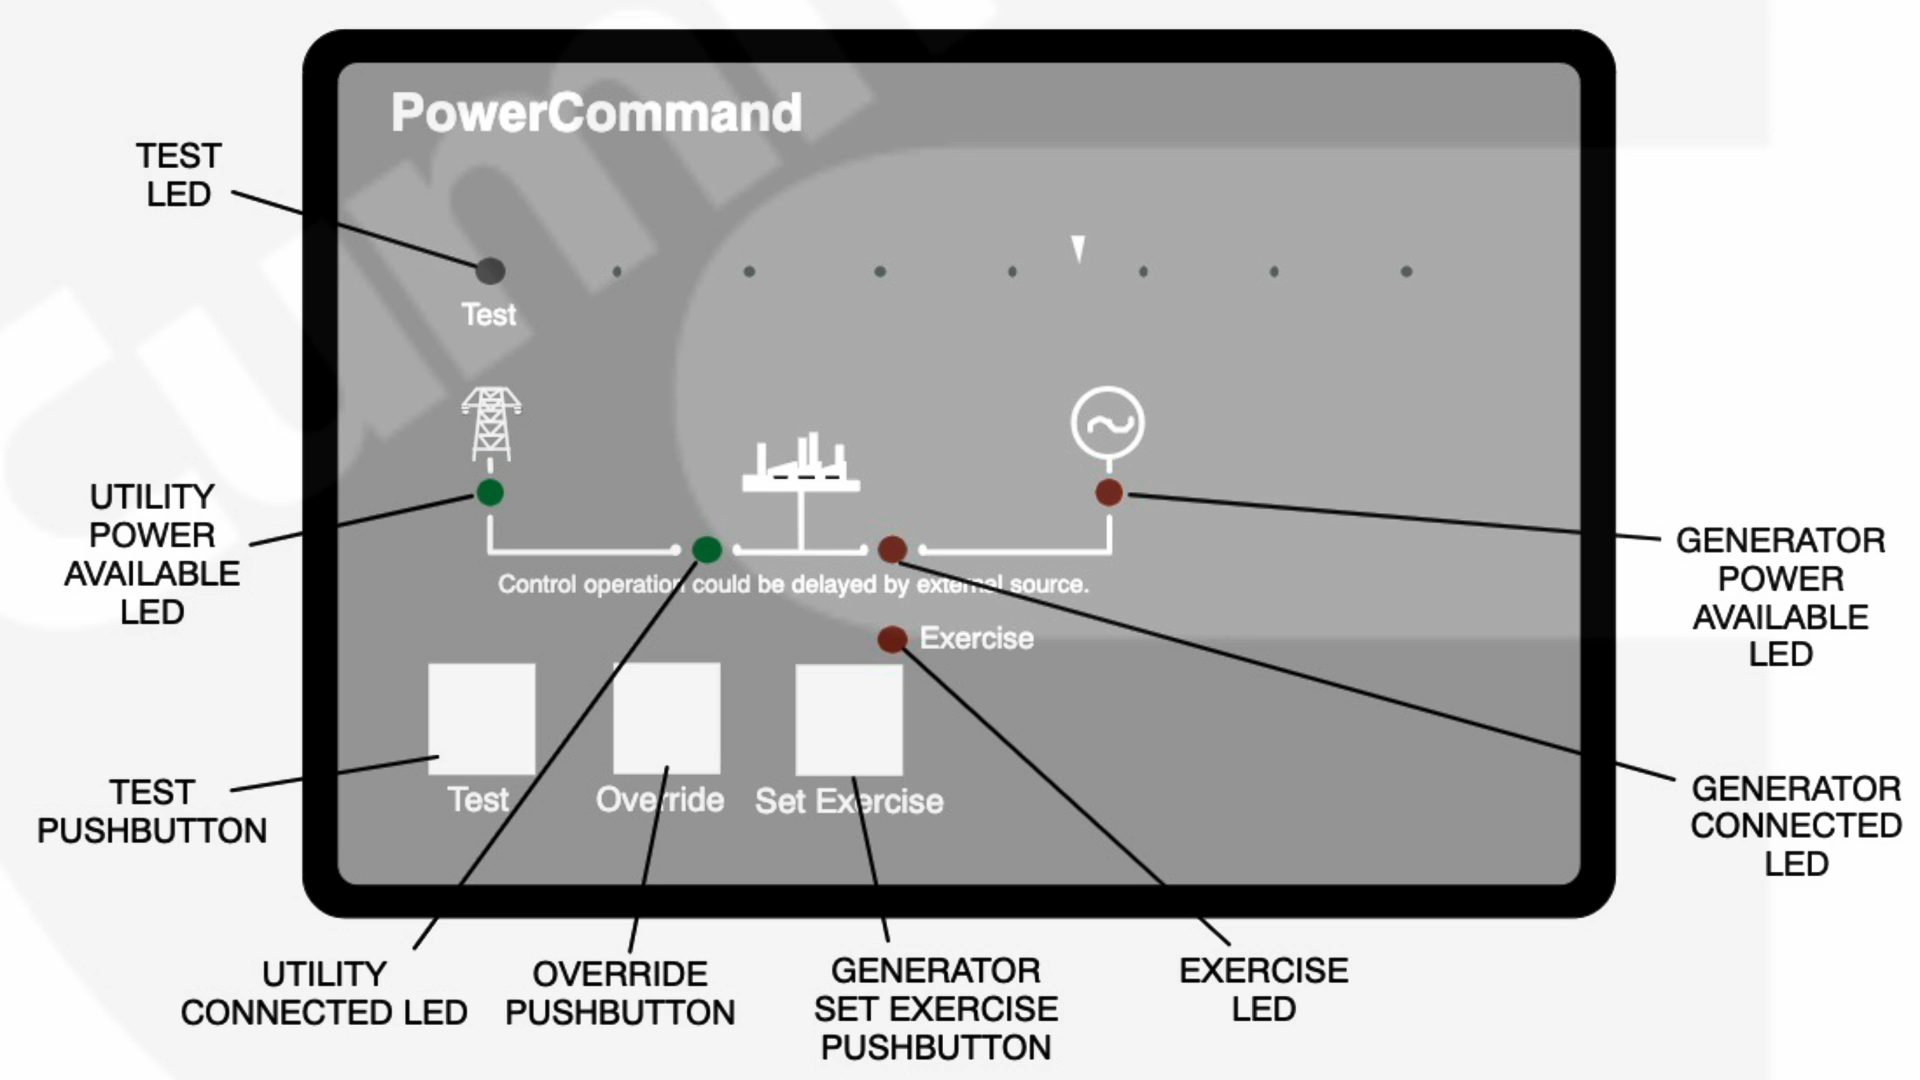 PowerCommand
TEST
LED
Test
UTILITY
POWER
AVAILABLE
LED
GENERATOR
POWER
AVAILABLE
LED
Control operation could be delayed by external source.
Exercise
TEST
PUSHBUTTON
Test
Override
Set Exercise
GENERATOR
CONNECTED
LED
UTILITY
CONNECTED LED
OVERRIDE
PUSHBUTTON
GENERATOR
SET EXERCISE
PUSHBUTTON
EXERCISE
LED